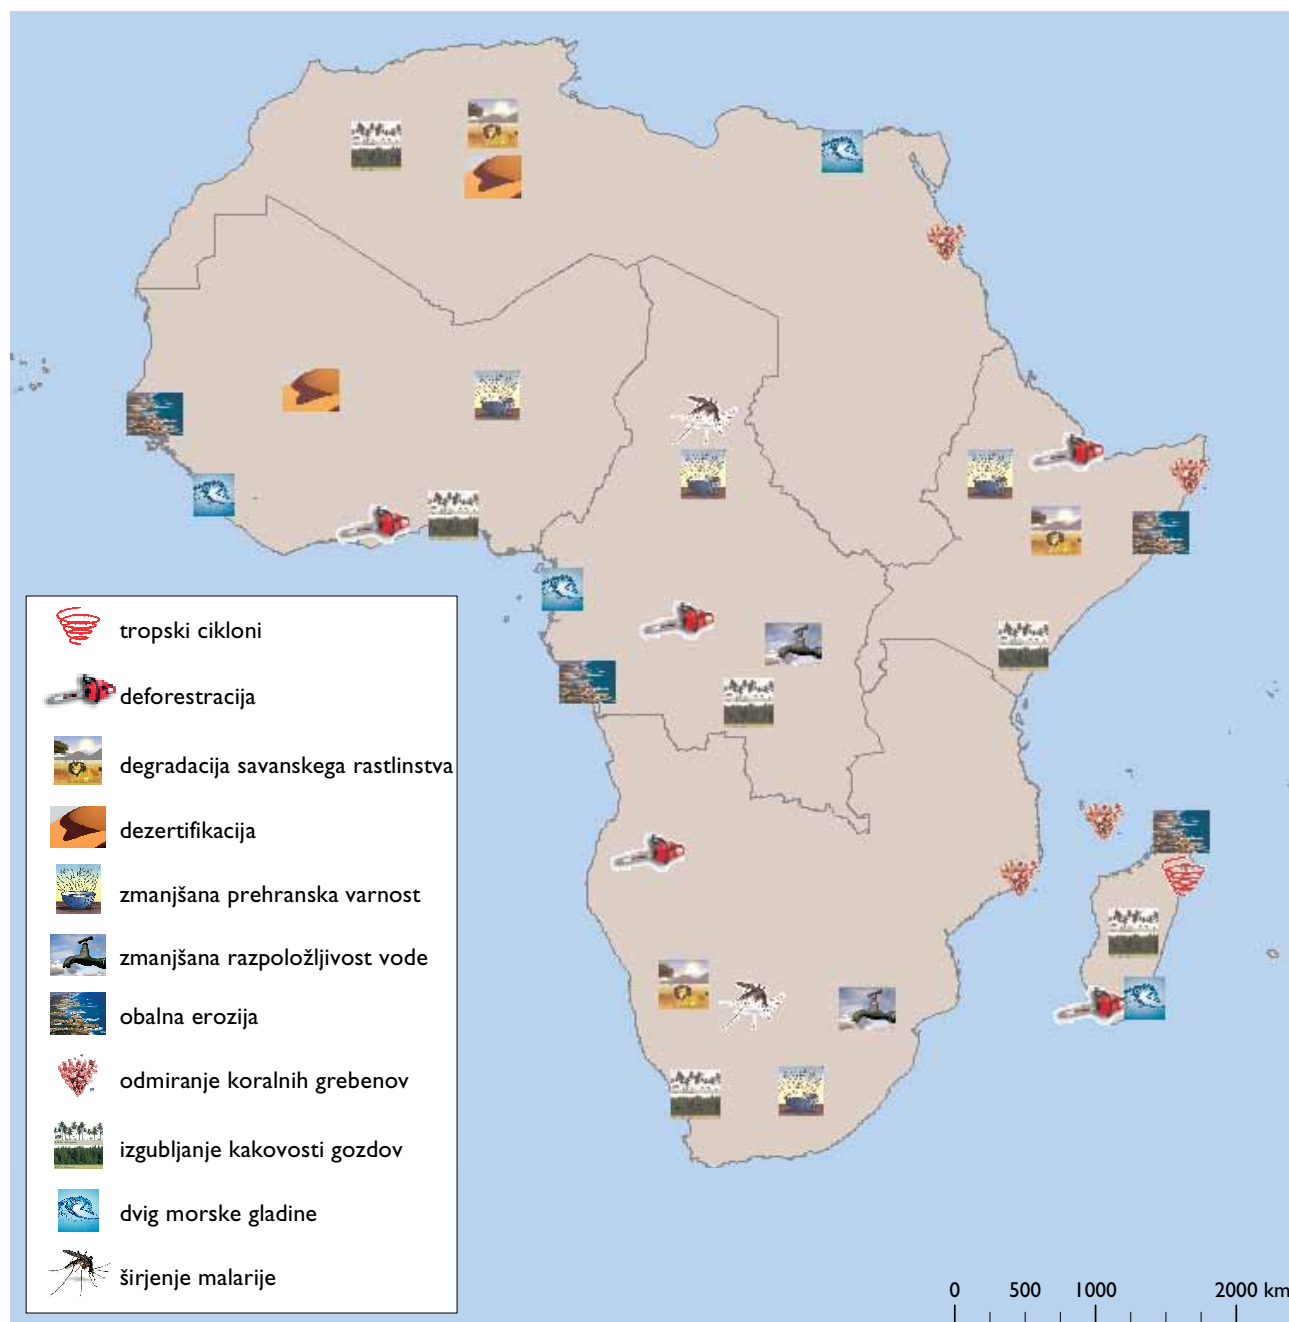 tropski cikloni
deforestracija
degradacija savanskega rastlinstva
dezertifikacija
zmanjšana prehranska varnost
zmanjšana razpoložljivost vode
obalna erozija
odmiranje koralnih grebenov
izgubljanje kakovosti gozdov
dvig morske gladine
širjenje malarije
0 500 1000 2000 km